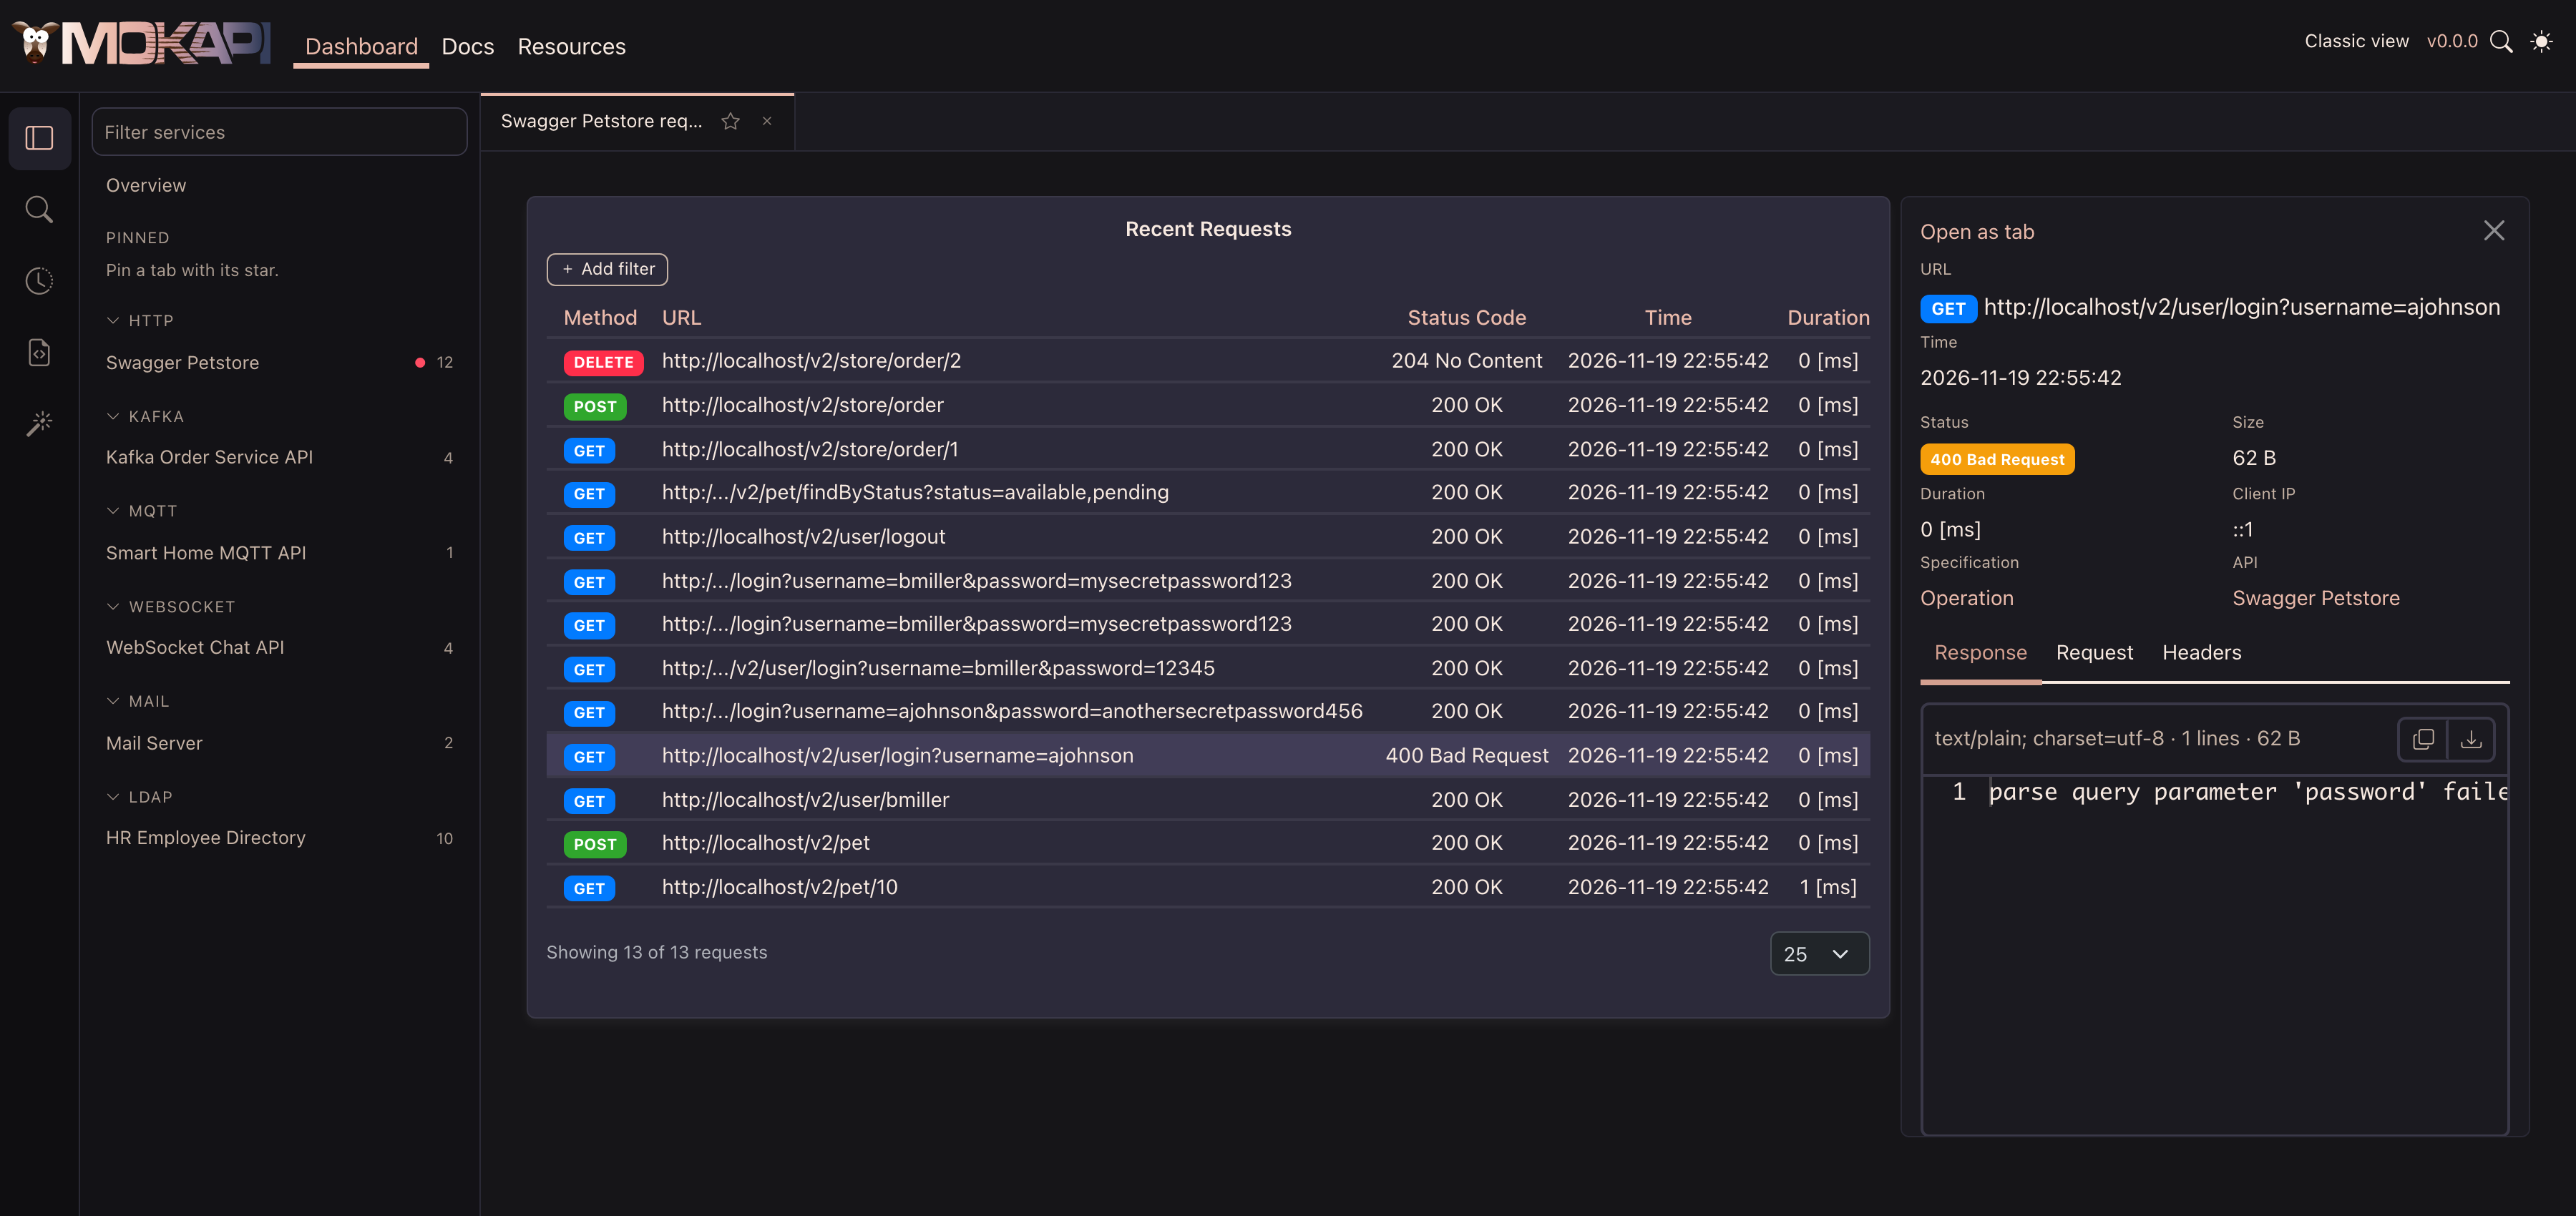 MOKAPI
Dashboard
Docs
Resources
Classic view
v0.0.0
Filter services
Overview
PINNED
Pin a tab with its star.
HTTP
Swagger Petstore 12
KAFKA
Kafka Order Service API 4
MQTT
Smart Home MQTT API 1
WEBSOCKET
WebSocket Chat API 4
MAIL
Mail Server 2
LDAP
HR Employee Directory 10
Swagger Petstore req...
Recent Requests
+ Add filter
Method URL Status Code Time Duration
DELETE http://localhost/v2/store/order/2 204 No Content 2026-11-19 22:55:42 0 [ms]
POST http://localhost/v2/store/order 200 OK 2026-11-19 22:55:42 0 [ms]
GET http://localhost/v2/store/order/1 200 OK 2026-11-19 22:55:42 0 [ms]
GET http:/.../v2/pet/findByStatus?status=available,pending 200 OK 2026-11-19 22:55:42 0 [ms]
GET http://localhost/v2/user/logout 200 OK 2026-11-19 22:55:42 0 [ms]
GET http:/.../login?username=bmiller&password=mysecretpassword123 200 OK 2026-11-19 22:55:42 0 [ms]
GET http:/.../login?username=bmiller&password=mysecretpassword123 200 OK 2026-11-19 22:55:42 0 [ms]
GET http:/.../v2/user/login?username=bmiller&password=12345 200 OK 2026-11-19 22:55:42 0 [ms]
GET http:/.../login?username=ajohnson&password=anothersecretpassword456 200 OK 2026-11-19 22:55:42 0 [ms]
GET http://localhost/v2/user/login?username=ajohnson 400 Bad Request 2026-11-19 22:55:42 0 [ms]
GET http://localhost/v2/user/bmiller 200 OK 2026-11-19 22:55:42 0 [ms]
POST http://localhost/v2/pet 200 OK 2026-11-19 22:55:42 0 [ms]
GET http://localhost/v2/pet/10 200 OK 2026-11-19 22:55:42 1 [ms]
Showing 13 of 13 requests
25
Open as tab
URL
GET http://localhost/v2/user/login?username=ajohnson
Time
2026-11-19 22:55:42
Status Size
400 Bad Request 62 B
Duration Client IP
0 [ms] ::1
Specification API
Operation Swagger Petstore
Response Request Headers
text/plain; charset=utf-8 · 1 lines · 62 B
1 parse query parameter 'password' faile